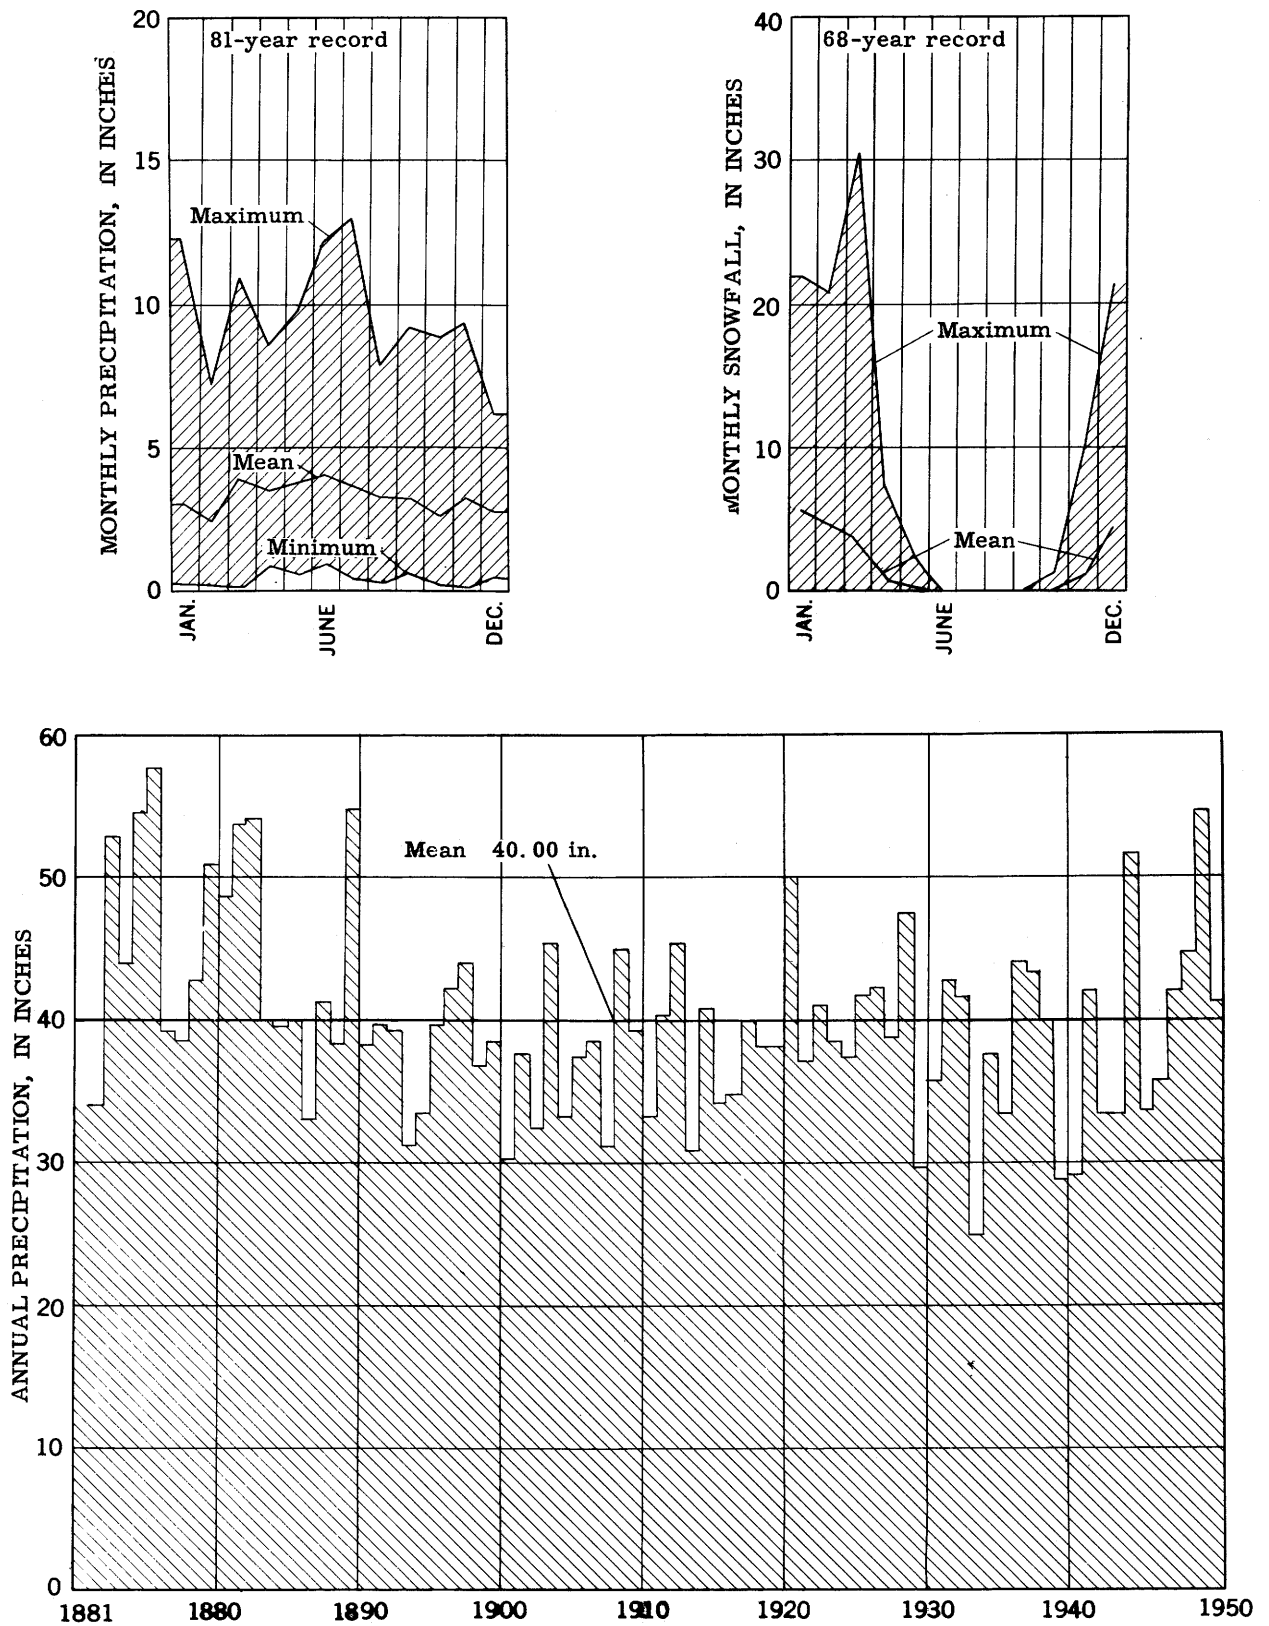 81-year record
MONTHLY PRECIPITATION, IN INCHES
20
15
10
5
0
Maximum
Mean
Minimum
JAN.
JUNE
DEC.
68-year record
MONTHLY SNOWFALL, IN INCHES
40
30
20
10
0
Maximum
Mean
JAN.
JUNE
DEC.
ANNUAL PRECIPITATION, IN INCHES
60
50
40
30
20
10
0
Mean 40.00 in.
1881 1880 1890 1900 1910 1920 1930 1940 1950